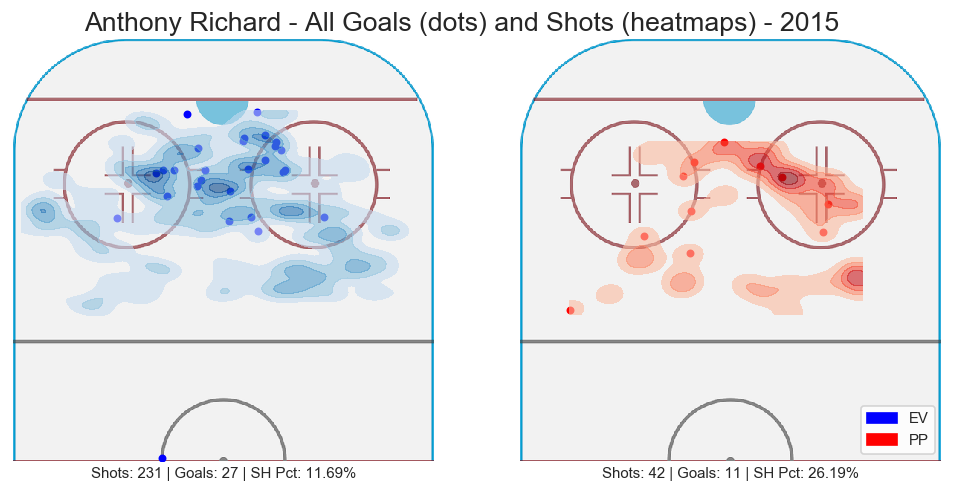 Anthony Richard - All Goals (dots) and Shots (heatmaps) - 2015
EV
PP
Shots: 231 | Goals: 27 | SH Pct: 11.69%
Shots: 42 | Goals: 11 | SH Pct: 26.19%